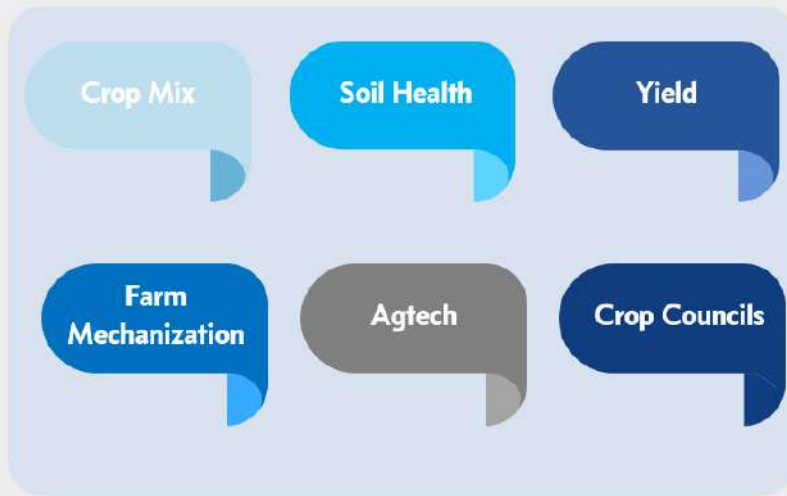 Crop Mix
Soil Health
Yield
Farm
Mechanization
Agtech
Crop Councils